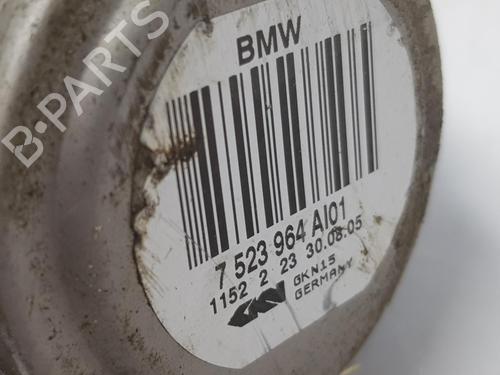 B-PARTS
BMW
7 523 964 AI01
1152 2 23 30.08.05
GKN15
GERMANY